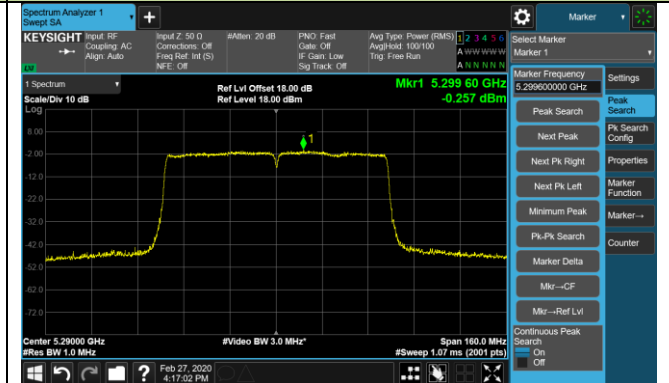 Spectrum Analyzer 1
Swept SA
+
Marker
KEYSIGHT
Input: RF
Coupling: AC
Align: Auto
Input Z: 50 Ω
Corrections: Off
Freq Ref: Int (S)
NFE: Off
#Atten: 20 dB
PNO: Fast
Gate: Off
IF Gain: Low
Sig Track: Off
Avg Type: Power (RMS)
Avg|Hold: 100/100
Trig: Free Run
1 2 3 4 5 6
A W W W W W
A N N N N N
LVI
1 Spectrum
Scale/Div 10 dB
Log
Ref Lvl Offset 18.00 dB
Ref Level 18.00 dBm
Mkr1 5.299 60 GHz
-0.257 dBm
8.00
-2.00
-12.0
-22.0
-32.0
-42.0
-52.0
-62.0
-72.0
1
Center 5.29000 GHz
#Res BW 1.0 MHz
#Video BW 3.0 MHz*
Span 160.0 MHz
#Sweep 1.07 ms (2001 pts)
Select Marker
Marker 1
Marker Frequency
5.299600000 GHz
Peak Search
Next Peak
Next Pk Right
Next Pk Left
Minimum Peak
Pk-Pk Search
Marker Delta
Mkr→CF
Mkr→Ref Lvl
Continuous Peak
Search
On
Off
Settings
Peak
Search
Pk Search
Config
Properties
Marker
Function
Marker→
Counter
?
Feb 27, 2020
4:17:02 PM